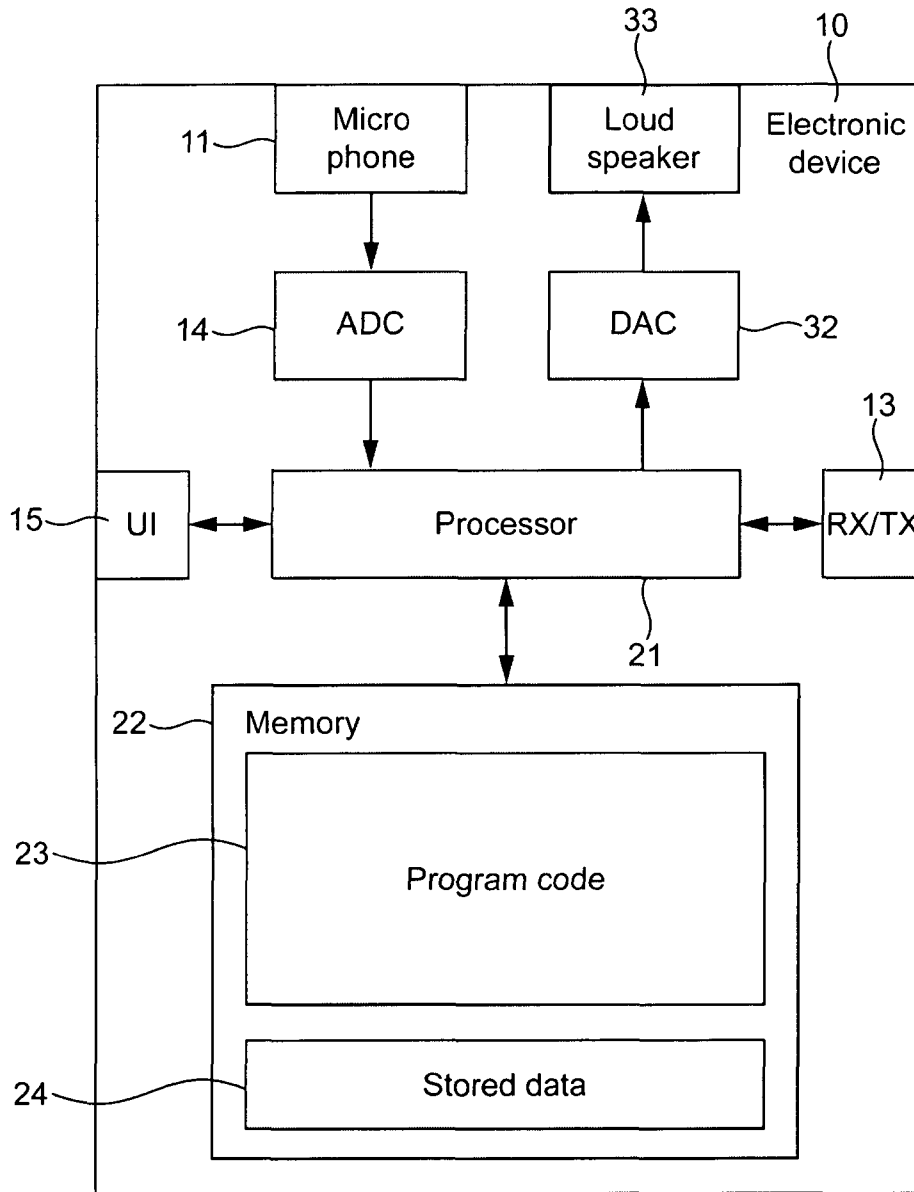 33
10
11
Micro
phone
Loud
speaker
Electronic
device
14
ADC
DAC
32
13
15
UI
Processor
RX/TX
21
22
Memory
23
Program code
24
Stored data